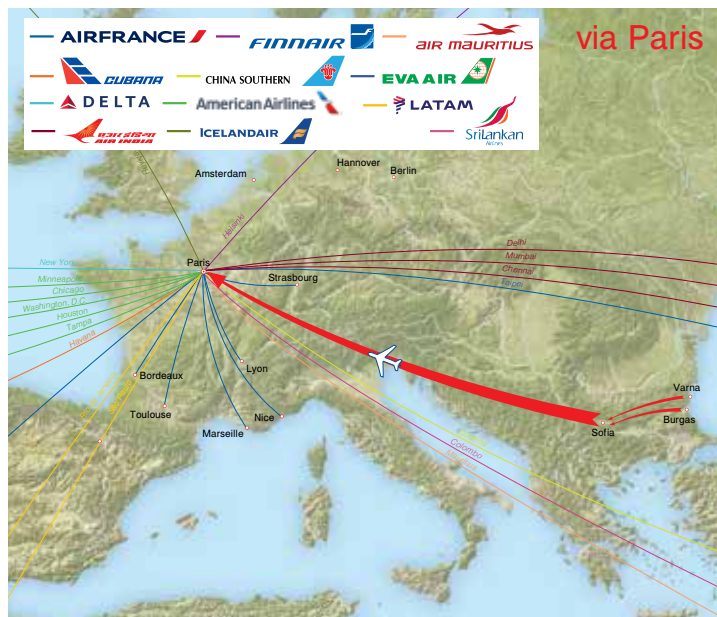 via Paris
AIRFRANCE
FINNAIR
AIR MAURITIUS
CUBANA
CHINA SOUTHERN
EVA AIR
DELTA
American Airlines
LATAM
एअर इंडिया
AIR INDIA
ICELANDAIR
SriLankan
Airlines
Hannover
Amsterdam
Berlin
Helsinki
Paris
Delhi
Mumbai
Chennai
Taipei
New York
Minneapolis
Chicago
Washington, D.C.
Houston
Tampa
Havana
Strasbourg
Lyon
Bordeaux
Toulouse
Nice
Marseille
Varna
Burgas
Sofia
Colombo